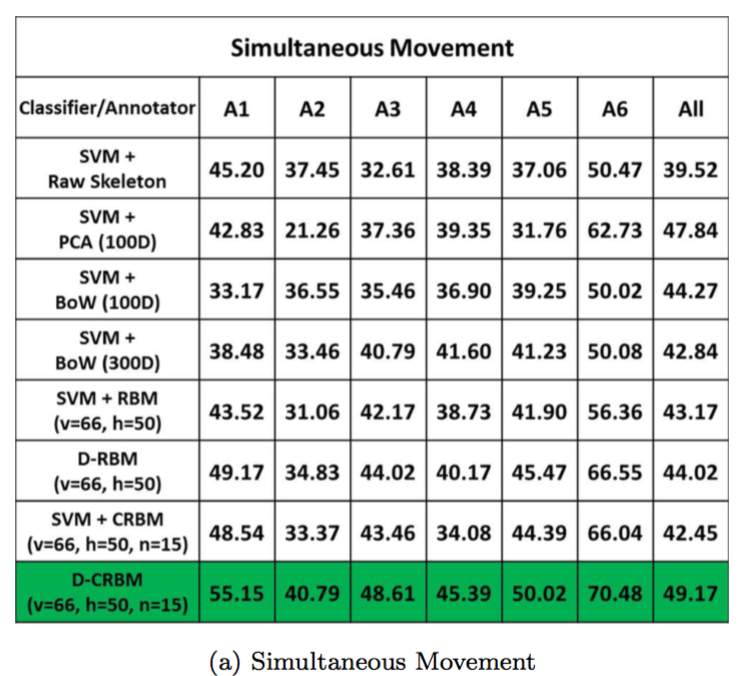 Simultaneous Movement
Classifier/Annotator A1 A2 A3 A4 A5 A6 All
SVM +
Raw Skeleton 45.20 37.45 32.61 38.39 37.06 50.47 39.52
SVM +
PCA (100D) 42.83 21.26 37.36 39.35 31.76 62.73 47.84
SVM +
BoW (100D) 33.17 36.55 35.46 36.90 39.25 50.02 44.27
SVM +
BoW (300D) 38.48 33.46 40.79 41.60 41.23 50.08 42.84
SVM + RBM
(v=66, h=50) 43.52 31.06 42.17 38.73 41.90 56.36 43.17
D-RBM
(v=66, h=50) 49.17 34.83 44.02 40.17 45.47 66.55 44.02
SVM + CRBM
(v=66, h=50, n=15) 48.54 33.37 43.46 34.08 44.39 66.04 42.45
D-CRBM
(v=66, h=50, n=15) 55.15 40.79 48.61 45.39 50.02 70.48 49.17
(a) Simultaneous Movement